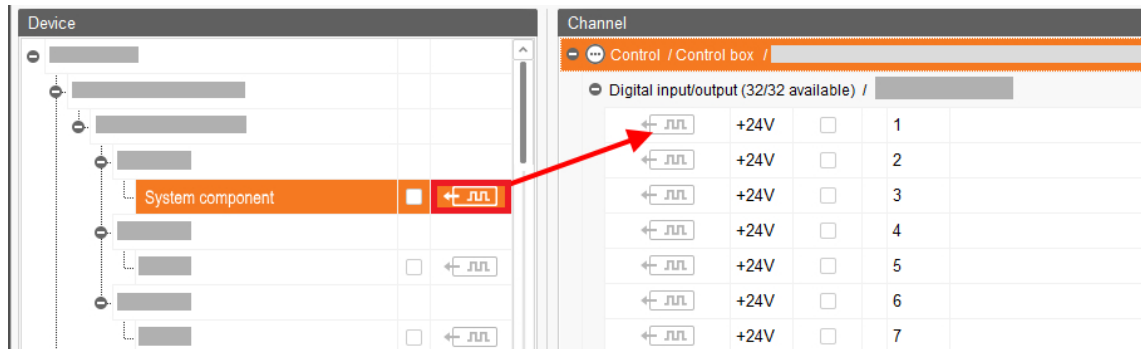 Device
System component
Channel
Control / Control box /
Digital input/output (32/32 available) /
+24V 1
+24V 2
+24V 3
+24V 4
+24V 5
+24V 6
+24V 7